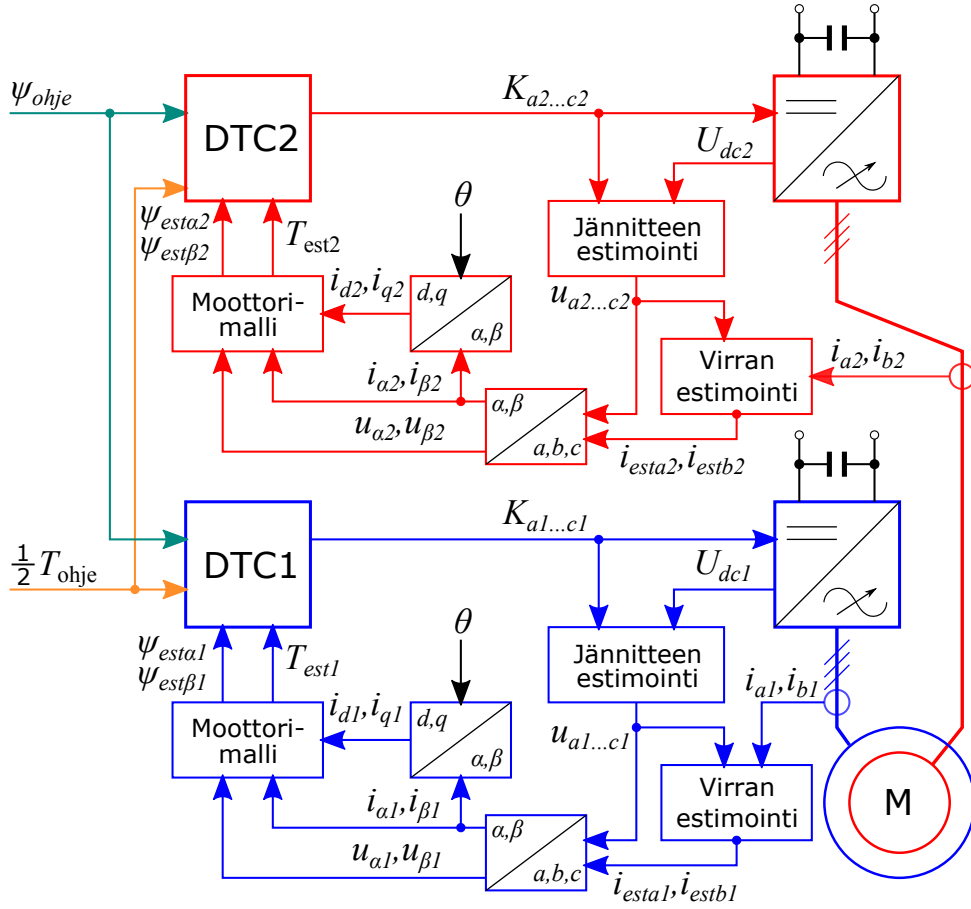 ψohje
DTC2
Ka2...c2
Udc2
ψestα2
ψestβ2
Test2
θ
Jännitteen
estimointi
id2,iq2
d,q
α,β
Moottori-
malli
ua2...c2
Virran
estimointi
ia2,ib2
iα2,iβ2
uα2,uβ2
α,β
a,b,c
iesta2,iestb2
½Tohje
DTC1
Ka1...c1
Udc1
ψestα1
ψestβ1
Test1
θ
Jännitteen
estimointi
ia1,ib1
id1,iq1
d,q
α,β
Moottori-
malli
ua1...c1
Virran
estimointi
M
iα1,iβ1
uα1,uβ1
α,β
a,b,c
iesta1,iestb1